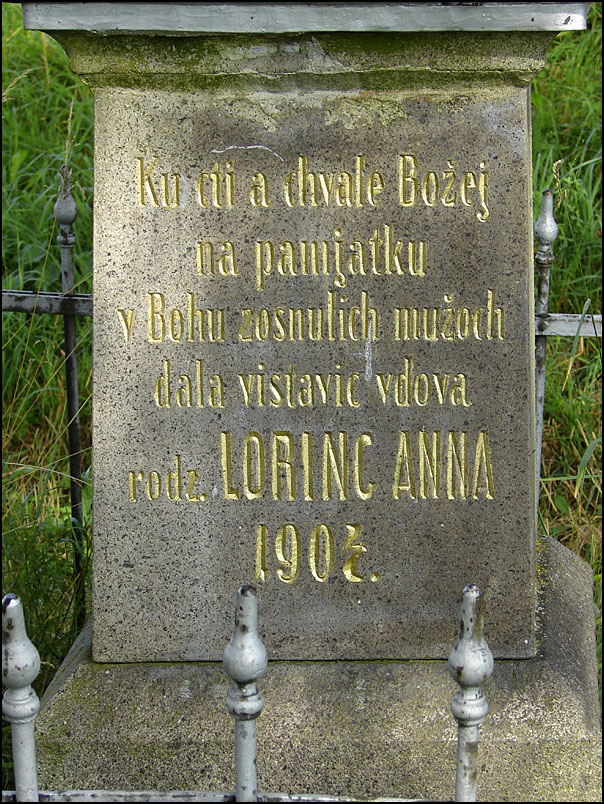 Ku cti a chvale Božej
na pamjatku
v Bohu zosnulich mužoch
dala vistavic vdova
rodz. LORINC ANNA
190